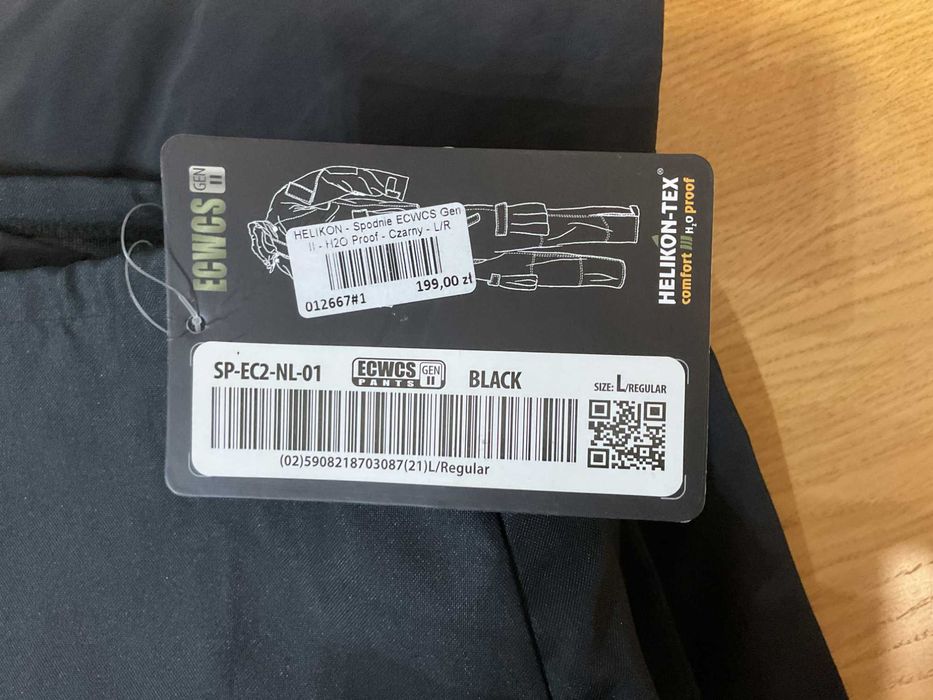 ECWCS GEN II
HELIKON - Spodnie ECWCS Gen
II - H2O Proof - Czarny - L/R
012667#1 199,00 zł
HELIKON-TEX®
comfort H₂O proof
SP-EC2-NL-01
ECWCS GEN II
PANTS
BLACK
SIZE: L/REGULAR
(02)5908218703087(21)L/Regular